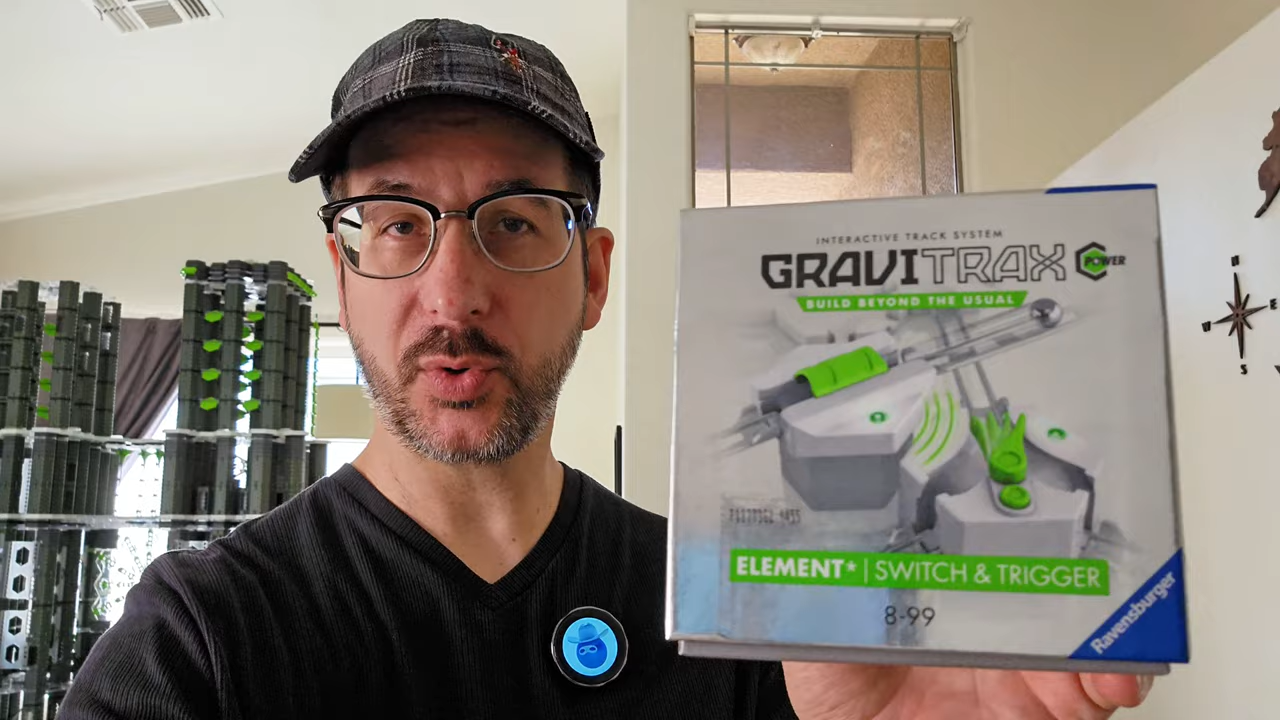 INTERACTIVE TRACK SYSTEM
GRAVITRAX POWER
BUILD BEYOND THE USUAL
ELEMENT* | SWITCH & TRIGGER
8-99
Ravensburger
E
S